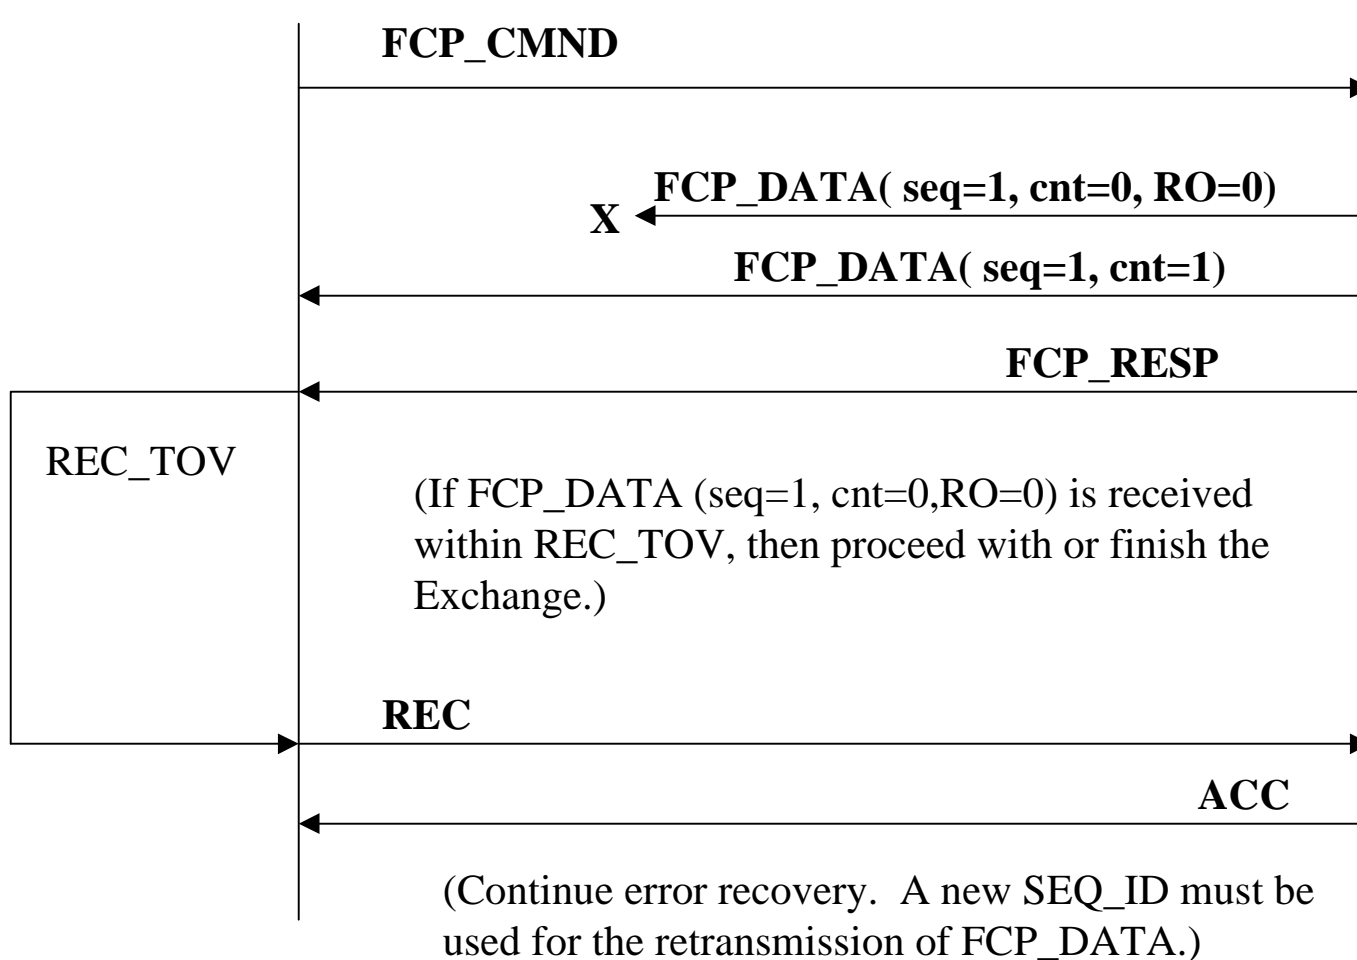 FCP_CMND
FCP_DATA( seq=1, cnt=0, RO=0)
X
FCP_DATA( seq=1, cnt=1)
FCP_RESP
REC_TOV
(If FCP_DATA (seq=1, cnt=0,RO=0) is received
within REC_TOV, then proceed with or finish the
Exchange.)
REC
ACC
(Continue error recovery.  A new SEQ_ID must be
used for the retransmission of FCP_DATA.)